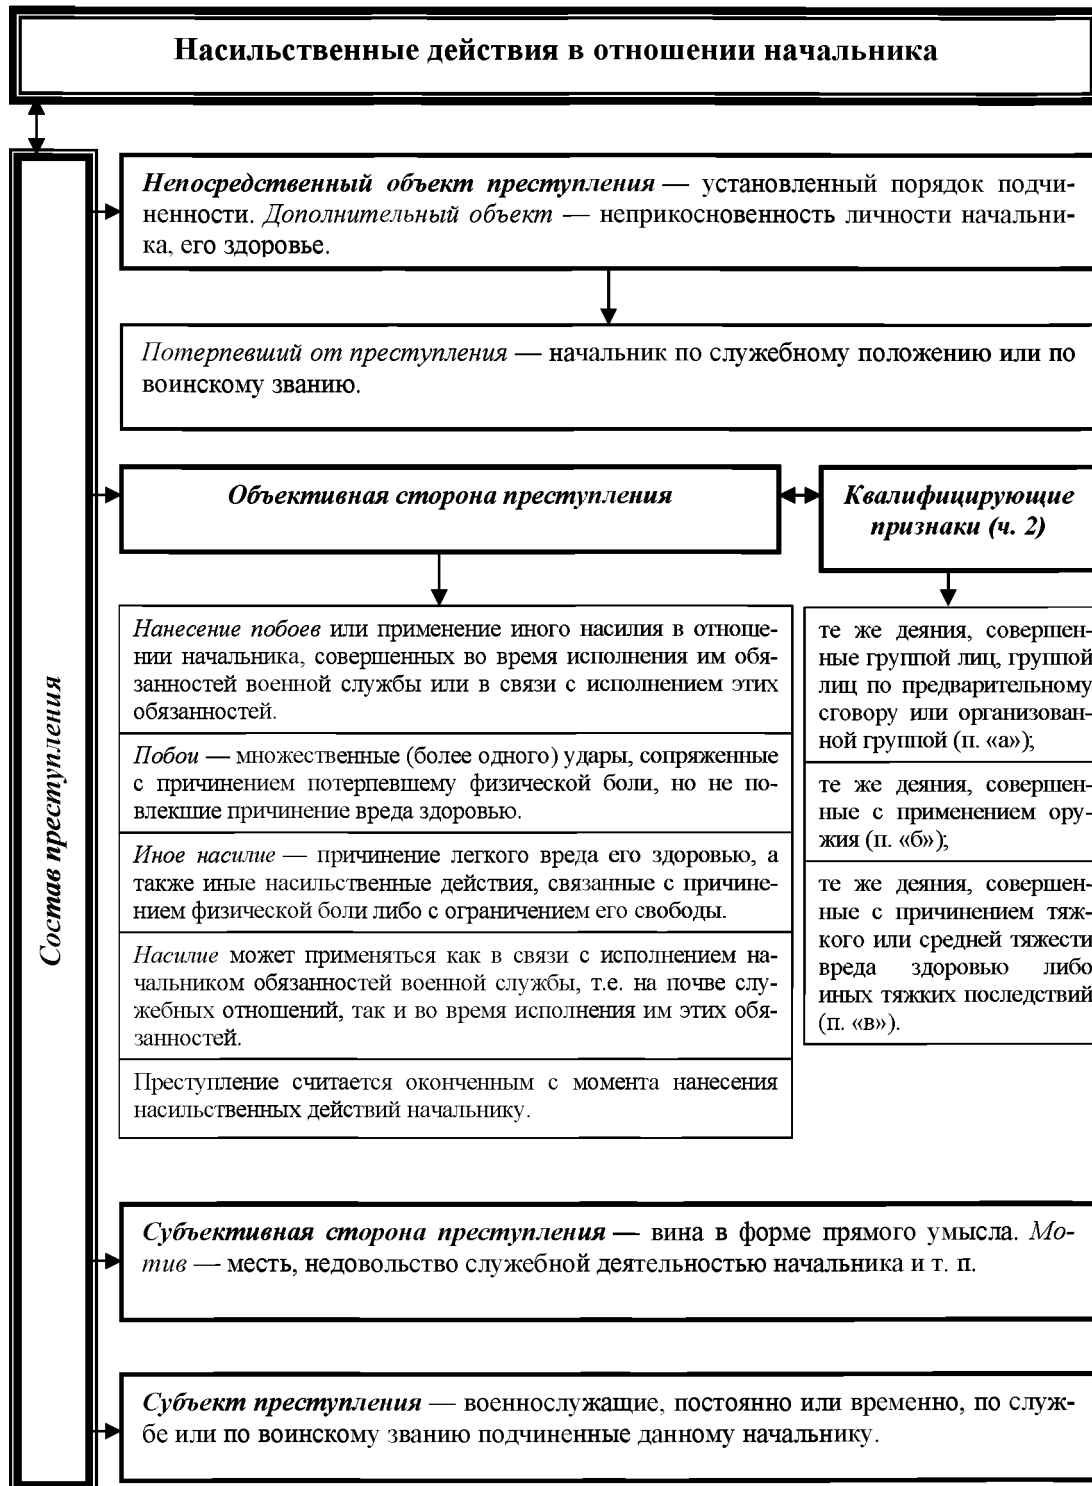 Насильственные действия в отношении начальника
Состав преступления
Непосредственный объект преступления — установленный порядок подчи-
ненности. Дополнительный объект — неприкосновенность личности начальни-
ка, его здоровье.
Потерпевший от преступления — начальник по служебному положению или по
воинскому званию.
Объективная сторона преступления
Квалифицирующие
признаки (ч. 2)
Нанесение побоев или применение иного насилия в отноше-
нии начальника, совершенных во время исполнения им обя-
занностей военной службы или в связи с исполнением этих
обязанностей.
Побои — множественные (более одного) удары, сопряженные
с причинением потерпевшему физической боли, но не по-
влекшие причинение вреда здоровью.
Иное насилие — причинение легкого вреда его здоровью, а
также иные насильственные действия, связанные с причине-
нием физической боли либо с ограничением его свободы.
Насилие может применяться как в связи с исполнением на-
чальником обязанностей военной службы, т.е. на почве слу-
жебных отношений, так и во время исполнения им этих обя-
занностей.
Преступление считается оконченным с момента нанесения
насильственных действий начальнику.
те же деяния, совершен-
ные группой лиц, группой
лиц по предварительному
сговору или организован-
ной группой (п. «а»);
те же деяния, совершен-
ные с применением ору-
жия (п. «б»);
те же деяния, совершен-
ные с причинением тяж-
кого или средней тяжести
вреда здоровью либо
иных тяжких последствий
(п. «в»).
Субъективная сторона преступления — вина в форме прямого умысла. Мо-
тив — месть, недовольство служебной деятельностью начальника и т. п.
Субъект преступления — военнослужащие, постоянно или временно, по служ-
бе или по воинскому званию подчиненные данному начальнику.